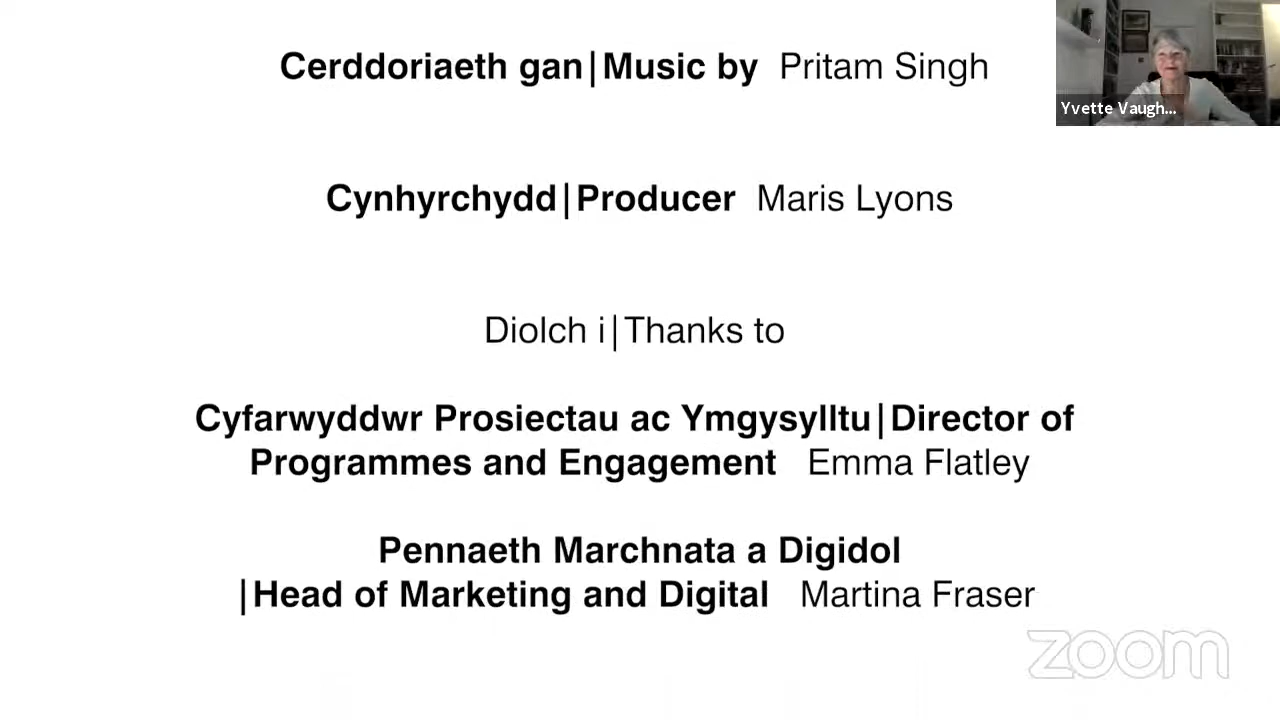 Cerddoriaeth gan|Music by Pritam Singh
Yvette Vaugh...
Cynhyrchydd|Producer Maris Lyons
Diolch i|Thanks to
Cyfarwyddwr Prosiectau ac Ymgysylltu|Director of
Programmes and Engagement Emma Flatley
Pennaeth Marchnata a Digidol
|Head of Marketing and Digital Martina Fraser
zoom